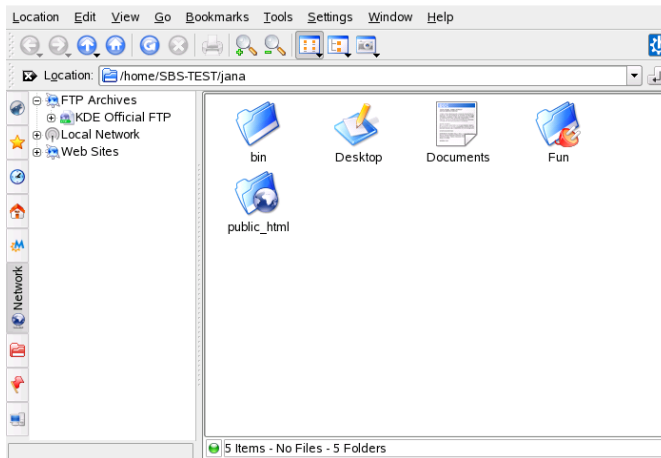 Location Edit View Go Bookmarks Tools Settings Window Help
Location: /home/SBS-TEST/jana
FTP Archives
KDE Official FTP
Local Network
Web Sites
Network
bin Desktop Documents Fun
public_html
5 Items - No Files - 5 Folders